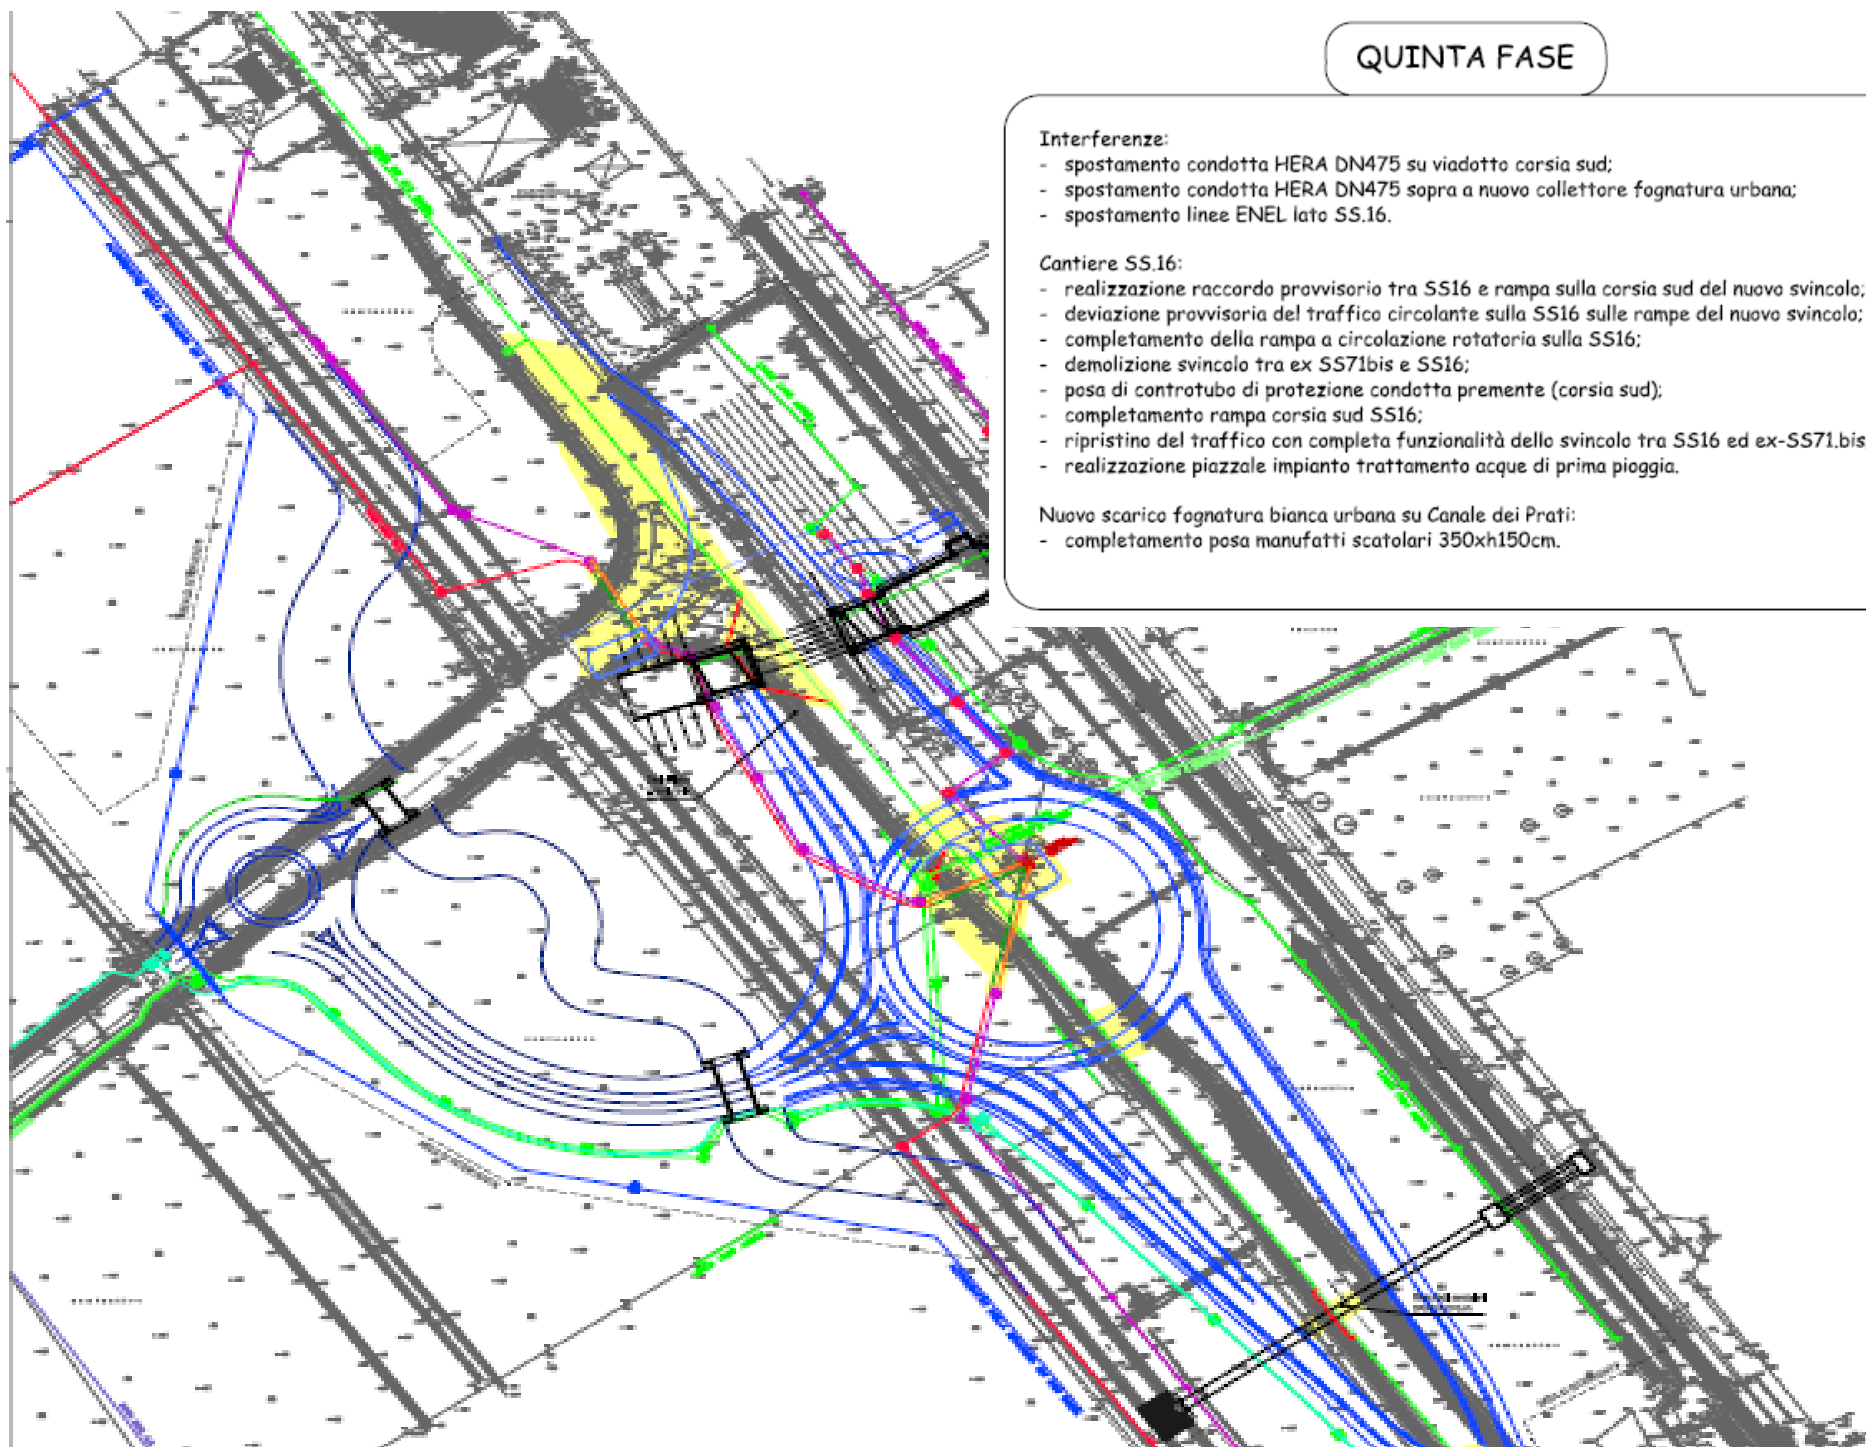 QUINTA FASE
Interferenze:
- spostamento condotta HERA DN475 su viadotto corsia sud;
- spostamento condotta HERA DN475 sopra a nuovo collettore fognatura urbana;
- spostamento linee ENEL lato SS.16.
Cantiere SS.16:
- realizzazione raccordo provvisorio tra SS16 e rampa sulla corsia sud del nuovo svincolo;
- deviazione provvisoria del traffico circolante sulla SS16 sulle rampe del nuovo svincolo;
- completamento della rampa a circolazione rotatoria sulla SS16;
- demolizione svincolo tra ex SS71bis e SS16;
- posa di controtubo di protezione condotta premente (corsia sud);
- completamento rampa corsia sud SS16;
- ripristino del traffico con completa funzionalità dello svincolo tra SS16 ed ex-SS71.bis;
- realizzazione piazzale impianto trattamento acque di prima pioggia.
Nuovo scarico fognatura bianca urbana su Canale dei Prati:
- completamento posa manufatti scatolari 350xh150cm.